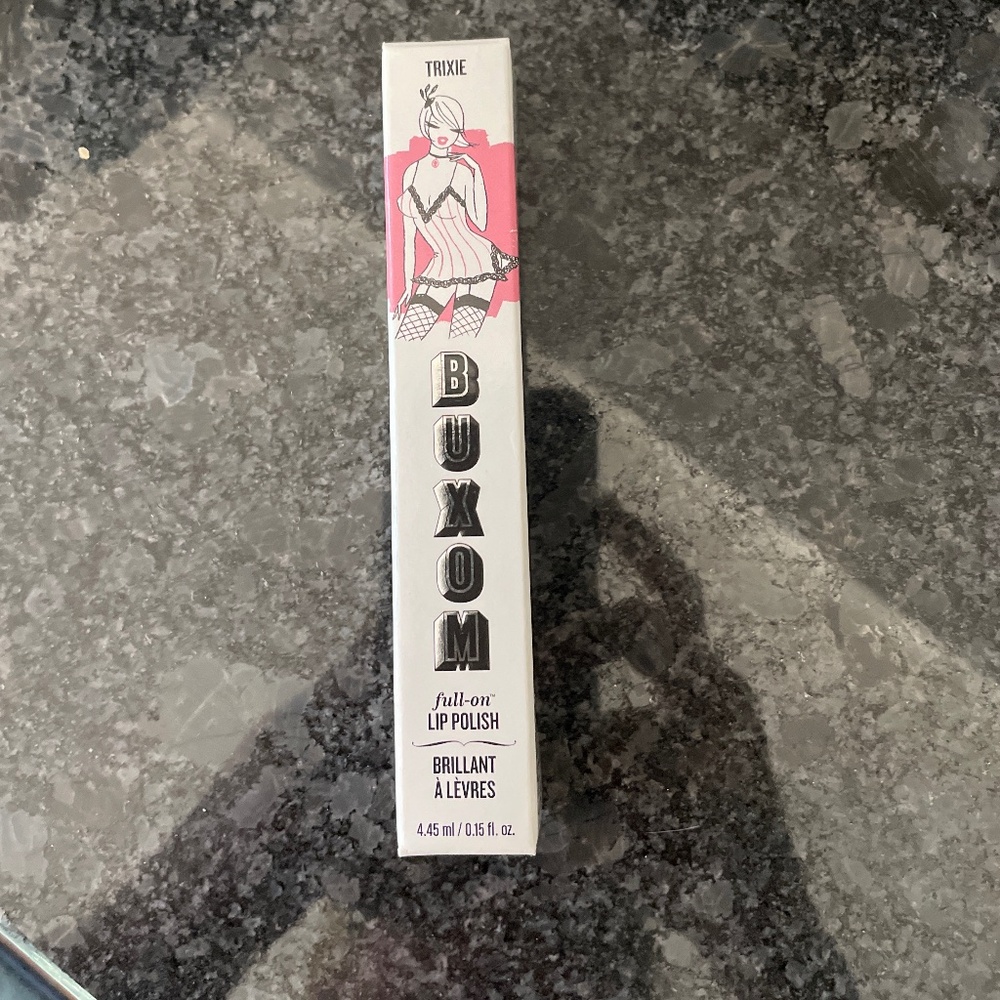 TRIXIE
BUXOM
full-on™
LIP POLISH
BRILLANT
À LÈVRES
4.45 ml / 0.15 fl. oz.